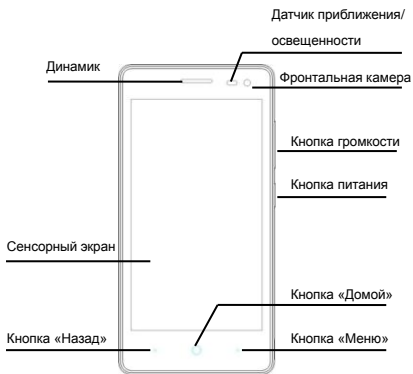 Датчик приближения/
освещенности
Динамик
Фронтальная камера
Кнопка громкости
Кнопка питания
Сенсорный экран
Кнопка «Домой»
Кнопка «Назад»
Кнопка «Меню»